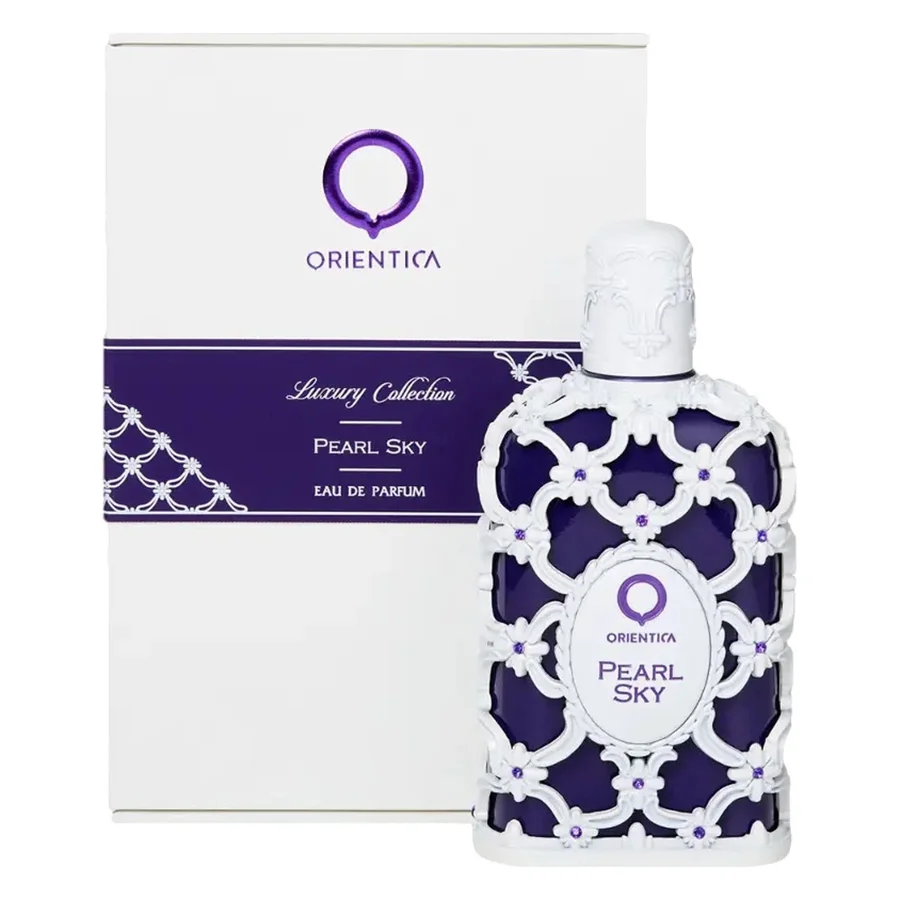 ORIENTICA
Luxury Collection
PEARL SKY
EAU DE PARFUM
ORIENTICA
PEARL
SKY